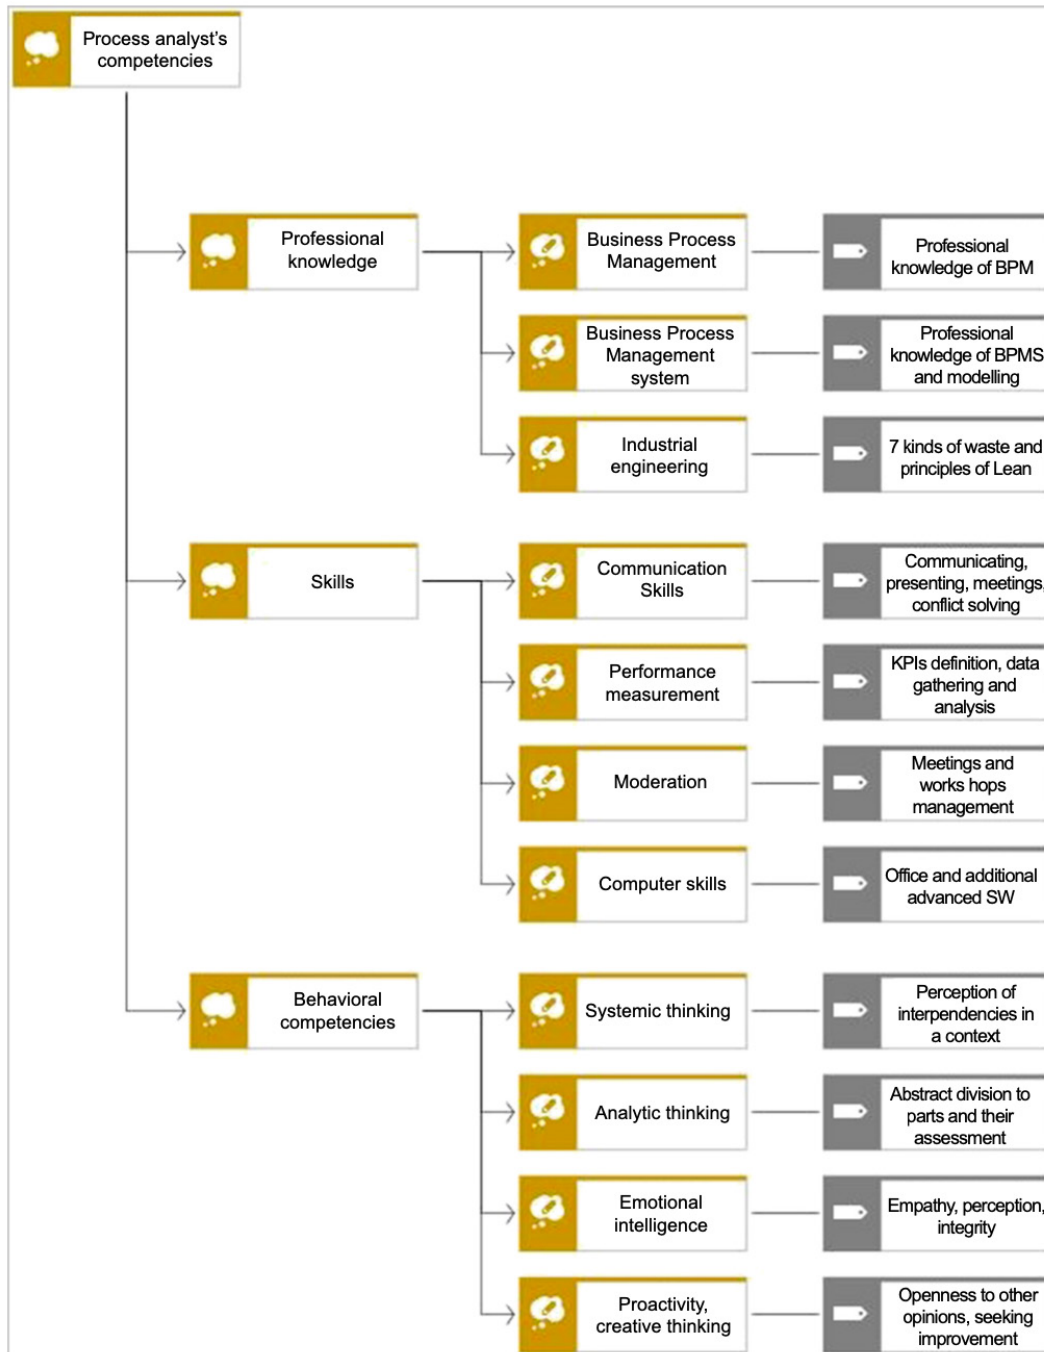 Process analyst's
competencies
Professional
knowledge
Business Process
Management
Professional
knowledge of BPM
Business Process
Management
system
Professional
knowledge of BPMS
and modelling
Industrial
engineering
7 kinds of waste and
principles of Lean
Skills
Communication
Skills
Communicating,
presenting, meetings,
conflict solving
Performance
measurement
KPIs definition, data
gathering and
analysis
Moderation
Meetings and
works hops
management
Computer skills
Office and additional
advanced SW
Behavioral
competencies
Systemic thinking
Perception of
interpendencies in
a context
Analytic thinking
Abstract division to
parts and their
assessment
Emotional
intelligence
Empathy, perception,
integrity
Proactivity,
creative thinking
Openness to other
opinions, seeking
improvement